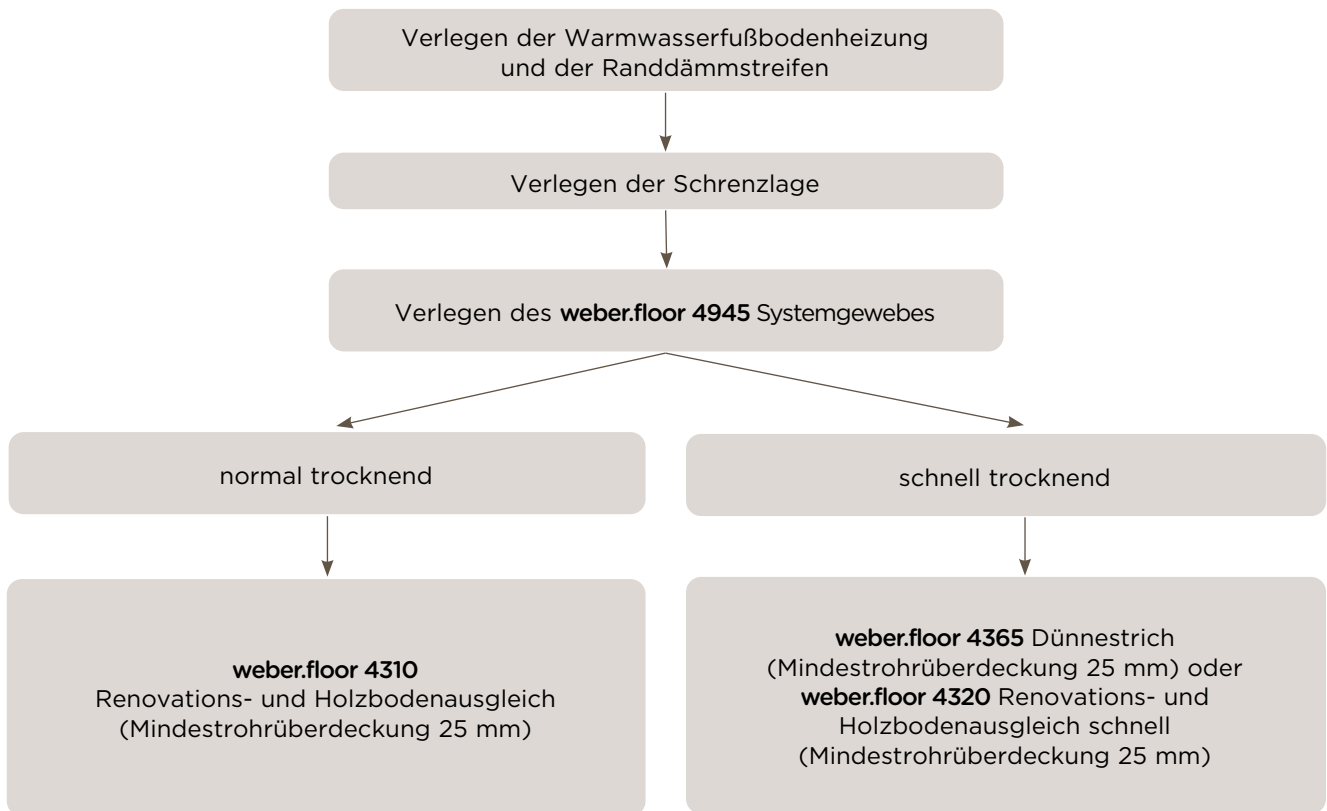 Verlegen der Warmwasserfußbodenheizung
und der Randdämmstreifen
Verlegen der Schrenzlage
Verlegen des weber.floor 4945 Systemgewebes
normal trocknend
schnell trocknend
weber.floor 4310
Renovations- und Holzbodenausgleich
(Mindestrohrüberdeckung 25 mm)
weber.floor 4365 Dünnestrich
(Mindestrohrüberdeckung 25 mm) oder
weber.floor 4320 Renovations- und
Holzbodenausgleich schnell
(Mindestrohrüberdeckung 25 mm)